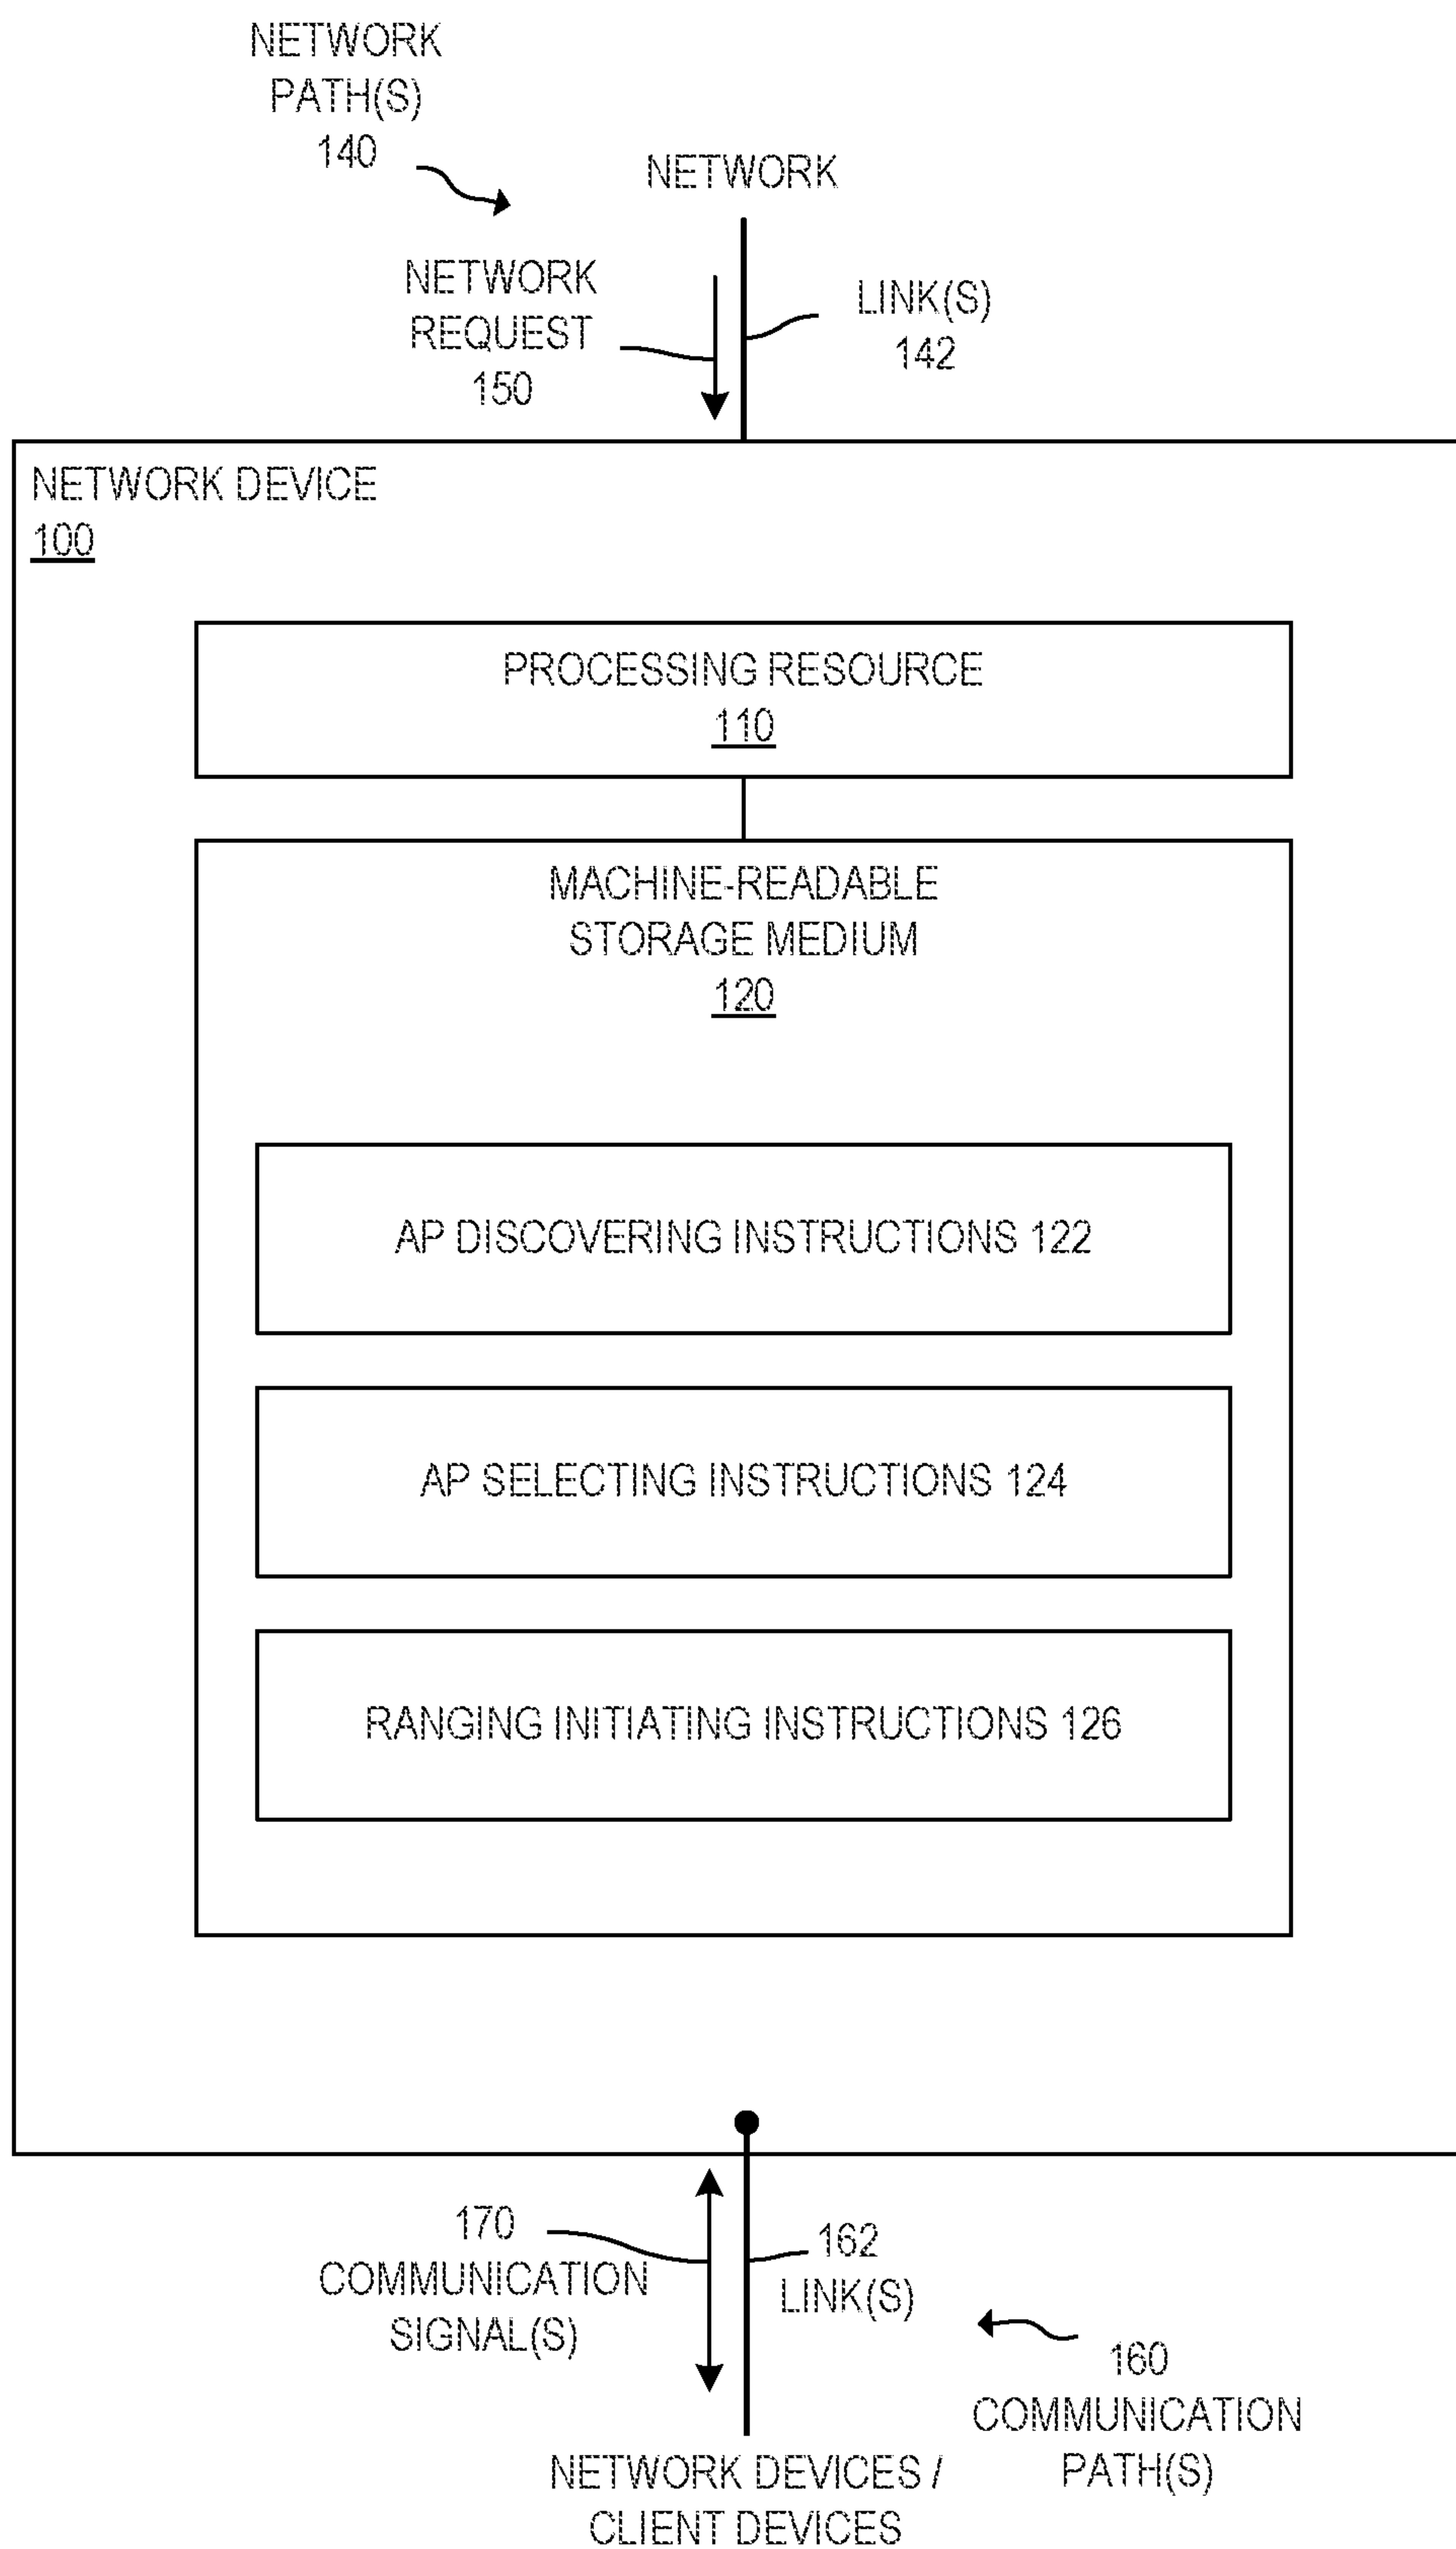 NETWORK
PATH(S)
140
NETWORK
NETWORK
REQUEST
150
LINK(S)
142
NETWORK DEVICE
100
PROCESSING RESOURCE
110
MACHINE-READABLE
STORAGE MEDIUM
120
AP DISCOVERING INSTRUCTIONS 122
AP SELECTING INSTRUCTIONS 124
RANGING INITIATING INSTRUCTIONS 126
170
COMMUNICATION
SIGNAL(S)
162
LINK(S)
160
COMMUNICATION
PATH(S)
NETWORK DEVICES /
CLIENT DEVICES